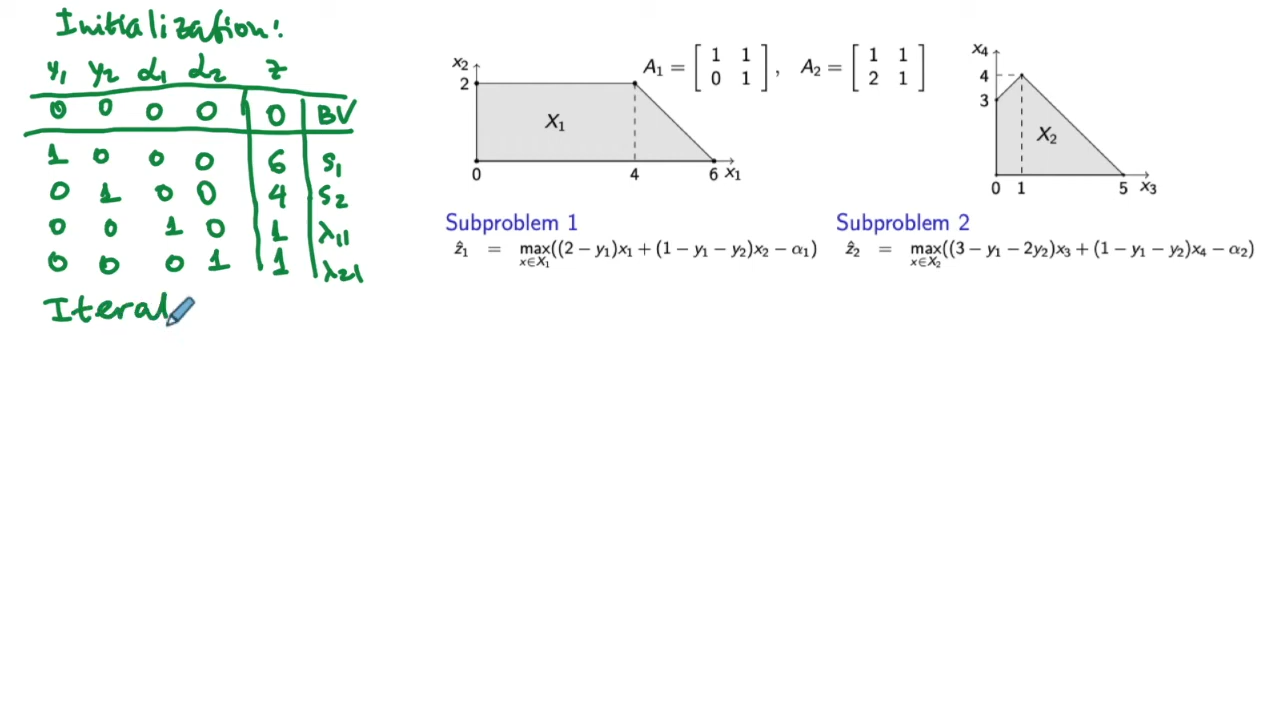 Initialization:
y₁ y₂ α₁ α₂ z
0 0 0 0 0 BV
1 0 0 0 6 s₁
0 1 0 0 4 s₂
0 0 1 0 1 λ₁₁
0 0 0 1 1 λ₂₁
Iteral
x₂
2
X₁
0 4 6 x₁
A₁ = [ 1 1 ; 0 1 ], A₂ = [ 1 1 ; 2 1 ]
x₄
4
3
X₂
0 1 5 x₃
Subproblem 1
ẑ₁ = max x∈X₁ ((2 − y₁)x₁ + (1 − y₁ − y₂)x₂ − α₁)
Subproblem 2
ẑ₂ = max x∈X₂ ((3 − y₁ − 2y₂)x₃ + (1 − y₁ − y₂)x₄ − α₂)